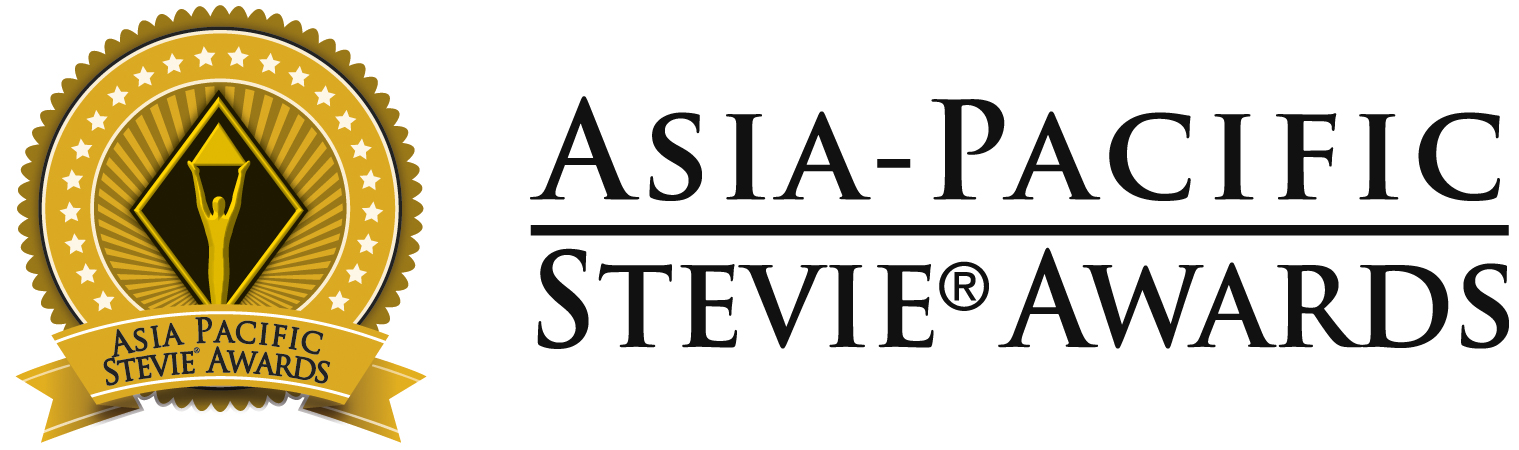 ASIA PACIFIC
STEVIE® AWARDS
ASIA-PACIFIC
STEVIE® AWARDS